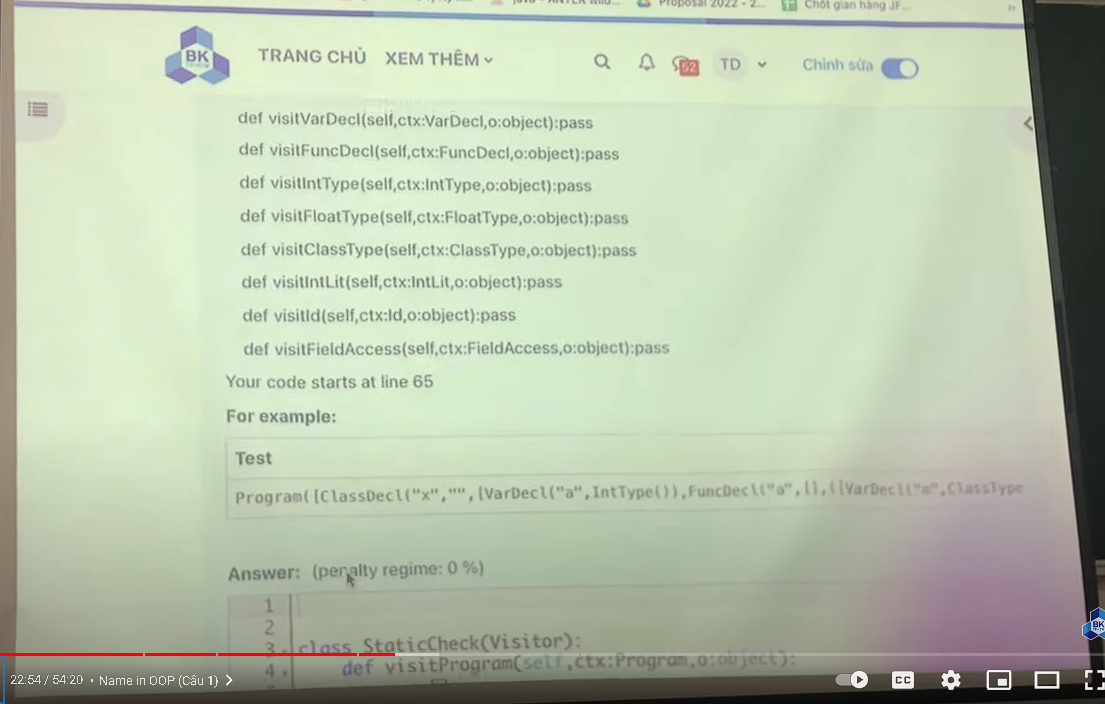 Proposal 2022 - 2...
Chốt gian hàng JF...
BK
TRANG CHỦ XEM THÊM
52
TD
Chỉnh sửa
def visitVarDecl(self,ctx:VarDecl,o:object):pass
def visitFuncDecl(self,ctx:FuncDecl,o:object):pass
def visitIntType(self,ctx:IntType,o:object):pass
def visitFloatType(self,ctx:FloatType,o:object):pass
def visitClassType(self,ctx:ClassType,o:object):pass
def visitIntLit(self,ctx:IntLit,o:object):pass
def visitId(self,ctx:Id,o:object):pass
def visitFieldAccess(self,ctx:FieldAccess,o:object):pass
Your code starts at line 65
For example:
Test
Program([ClassDecl("x","",[VarDecl("a",IntType()),FuncDecl("a",[],([VarDecl("m",ClassType
Answer: (penalty regime: 0 %)
1
2
3 class StaticCheck(Visitor):
4 def visitProgram(self,ctx:Program,o:object):
BK
22:54 / 54:20 • Name in OOP (Câu 1)
CC